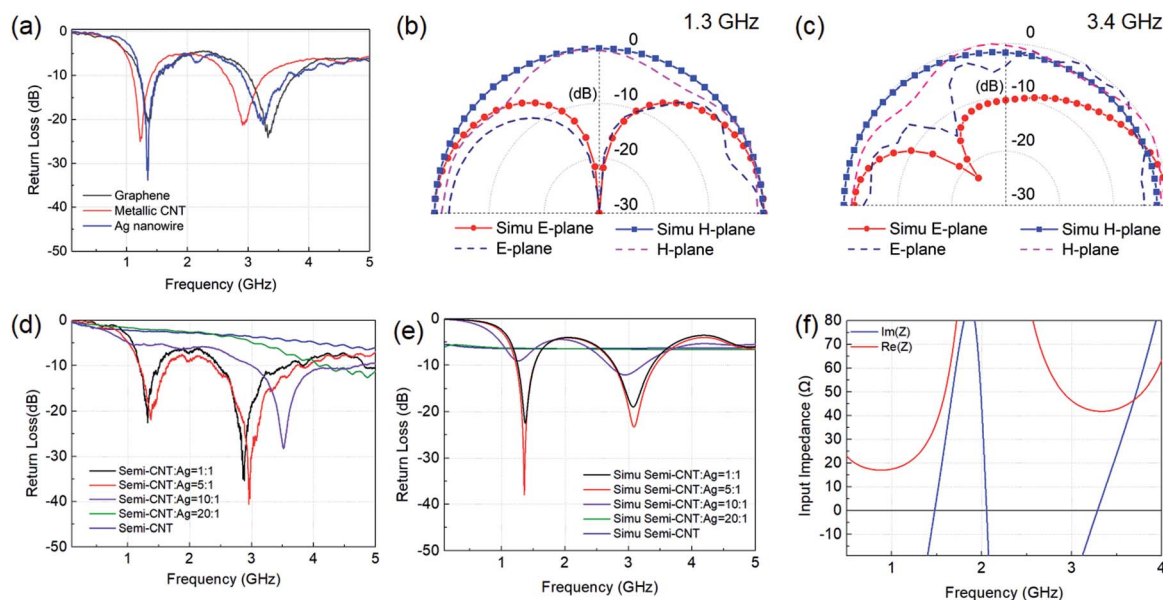 (a)
0
-10
-20
-30
-40
-50
Return Loss (dB)
Graphene
Metallic CNT
Ag nanowire
1 2 3 4 5
Frequency (GHz)
(b)
1.3 GHz
0
(dB) -10
-20
-30
Simu E-plane Simu H-plane
E-plane H-plane
(c)
3.4 GHz
0
(dB) -10
-20
-30
Simu E-plane Simu H-plane
E-plane H-plane
(d)
0
-10
-20
-30
-40
-50
Return Loss(dB)
Semi-CNT:Ag=1:1
Semi-CNT:Ag=5:1
Semi-CNT:Ag=10:1
Semi-CNT:Ag=20:1
Semi-CNT
1 2 3 4 5
Frequency (GHz)
(e)
0
-10
-20
-30
-40
-50
Return Loss (dB)
Simu Semi-CNT:Ag=1:1
Simu Semi-CNT:Ag=5:1
Simu Semi-CNT:Ag=10:1
Simu Semi-CNT:Ag=20:1
Simu Semi-CNT
1 2 3 4 5
Frequency (GHz)
(f)
80
70
60
50
40
30
20
10
0
-10
Input Impedance (Ω)
Im(Z)
Re(Z)
1 2 3 4
Frequency (GHz)